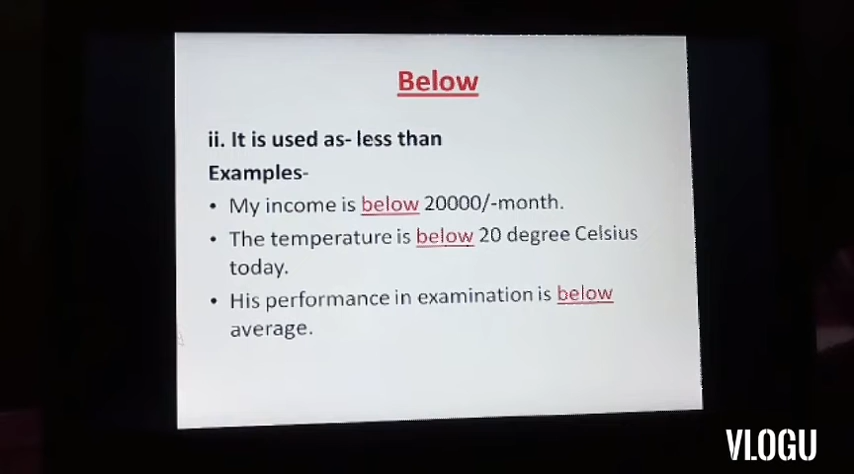 Below
ii. It is used as- less than
Examples-
• My income is below 20000/-month.
• The temperature is below 20 degree Celsius
today.
• His performance in examination is below
average.
VLOGU